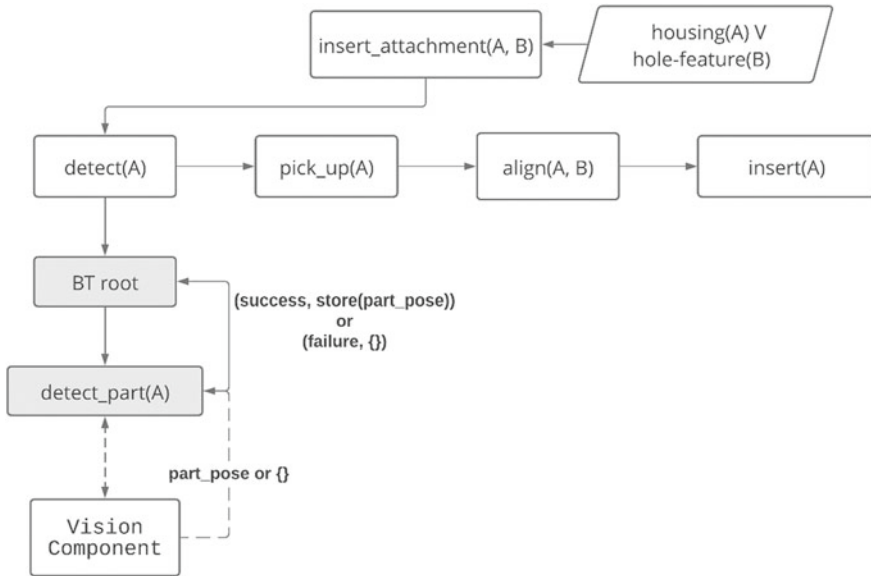 insert_attachment(A, B)
housing(A) V
hole-feature(B)
detect(A)
pick_up(A)
align(A, B)
insert(A)
BT root
(success, store(part_pose))
or
(failure, {})
detect_part(A)
part_pose or {}
Vision
Component